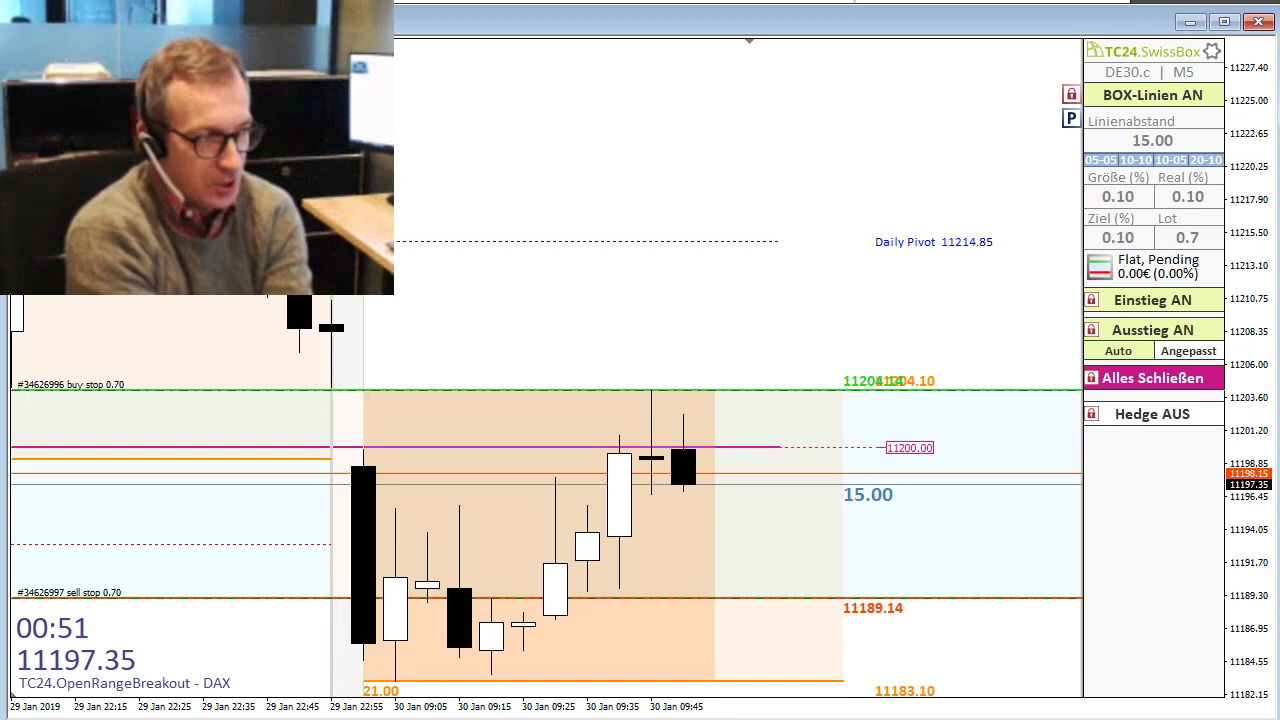 TC24.SwissBox
DE30.c | M5
BOX-Linien AN
Linienabstand
15.00
05-05 10-10 10-05 20-10
Größe (%) Real (%)
0.10 0.10
Ziel (%) Lot
0.10 0.7
Flat, Pending
0.00€ (0.00%)
Einstieg AN
Ausstieg AN
Auto Angepasst
Alles Schließen
Hedge AUS
P
11227.40
11225.00
11222.65
11220.25
11217.90
11215.50
11213.10
11210.75
11208.35
11206.00
11203.60
11201.20
11198.85
11198.15
11197.35
11196.45
11194.05
11191.70
11189.30
11186.95
11184.55
11182.15
Daily Pivot 11214.85
#34626996 buy stop 0.70
11204.14
11204.10
11200.00
15.00
#34626997 sell stop 0.70
11189.14
00:51
11197.35
TC24.OpenRangeBreakout - DAX
21.00
11183.10
29 Jan 2019 29 Jan 22:15 29 Jan 22:25 29 Jan 22:35 29 Jan 22:45 29 Jan 22:55 30 Jan 09:05 30 Jan 09:15 30 Jan 09:25 30 Jan 09:35 30 Jan 09:45